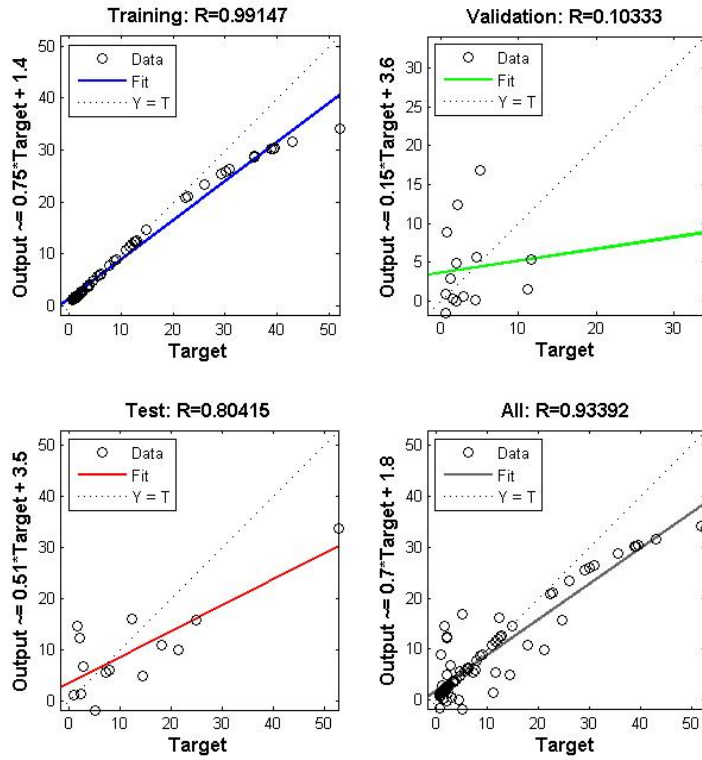 Training: R=0.99147
Output ~= 0.75*Target + 1.4
50
40
30
20
10
0
Data
Fit
Y = T
0 10 20 30 40 50
Target
Validation: R=0.10333
Output ~= 0.15*Target + 3.6
30
25
20
15
10
5
0
Data
Fit
Y = T
0 10 20 30
Target
Test: R=0.80415
Output ~= 0.51*Target + 3.5
50
40
30
20
10
0
Data
Fit
Y = T
0 10 20 30 40 50
Target
All: R=0.93392
Output ~= 0.7*Target + 1.8
50
40
30
20
10
0
Data
Fit
Y = T
0 10 20 30 40 50
Target